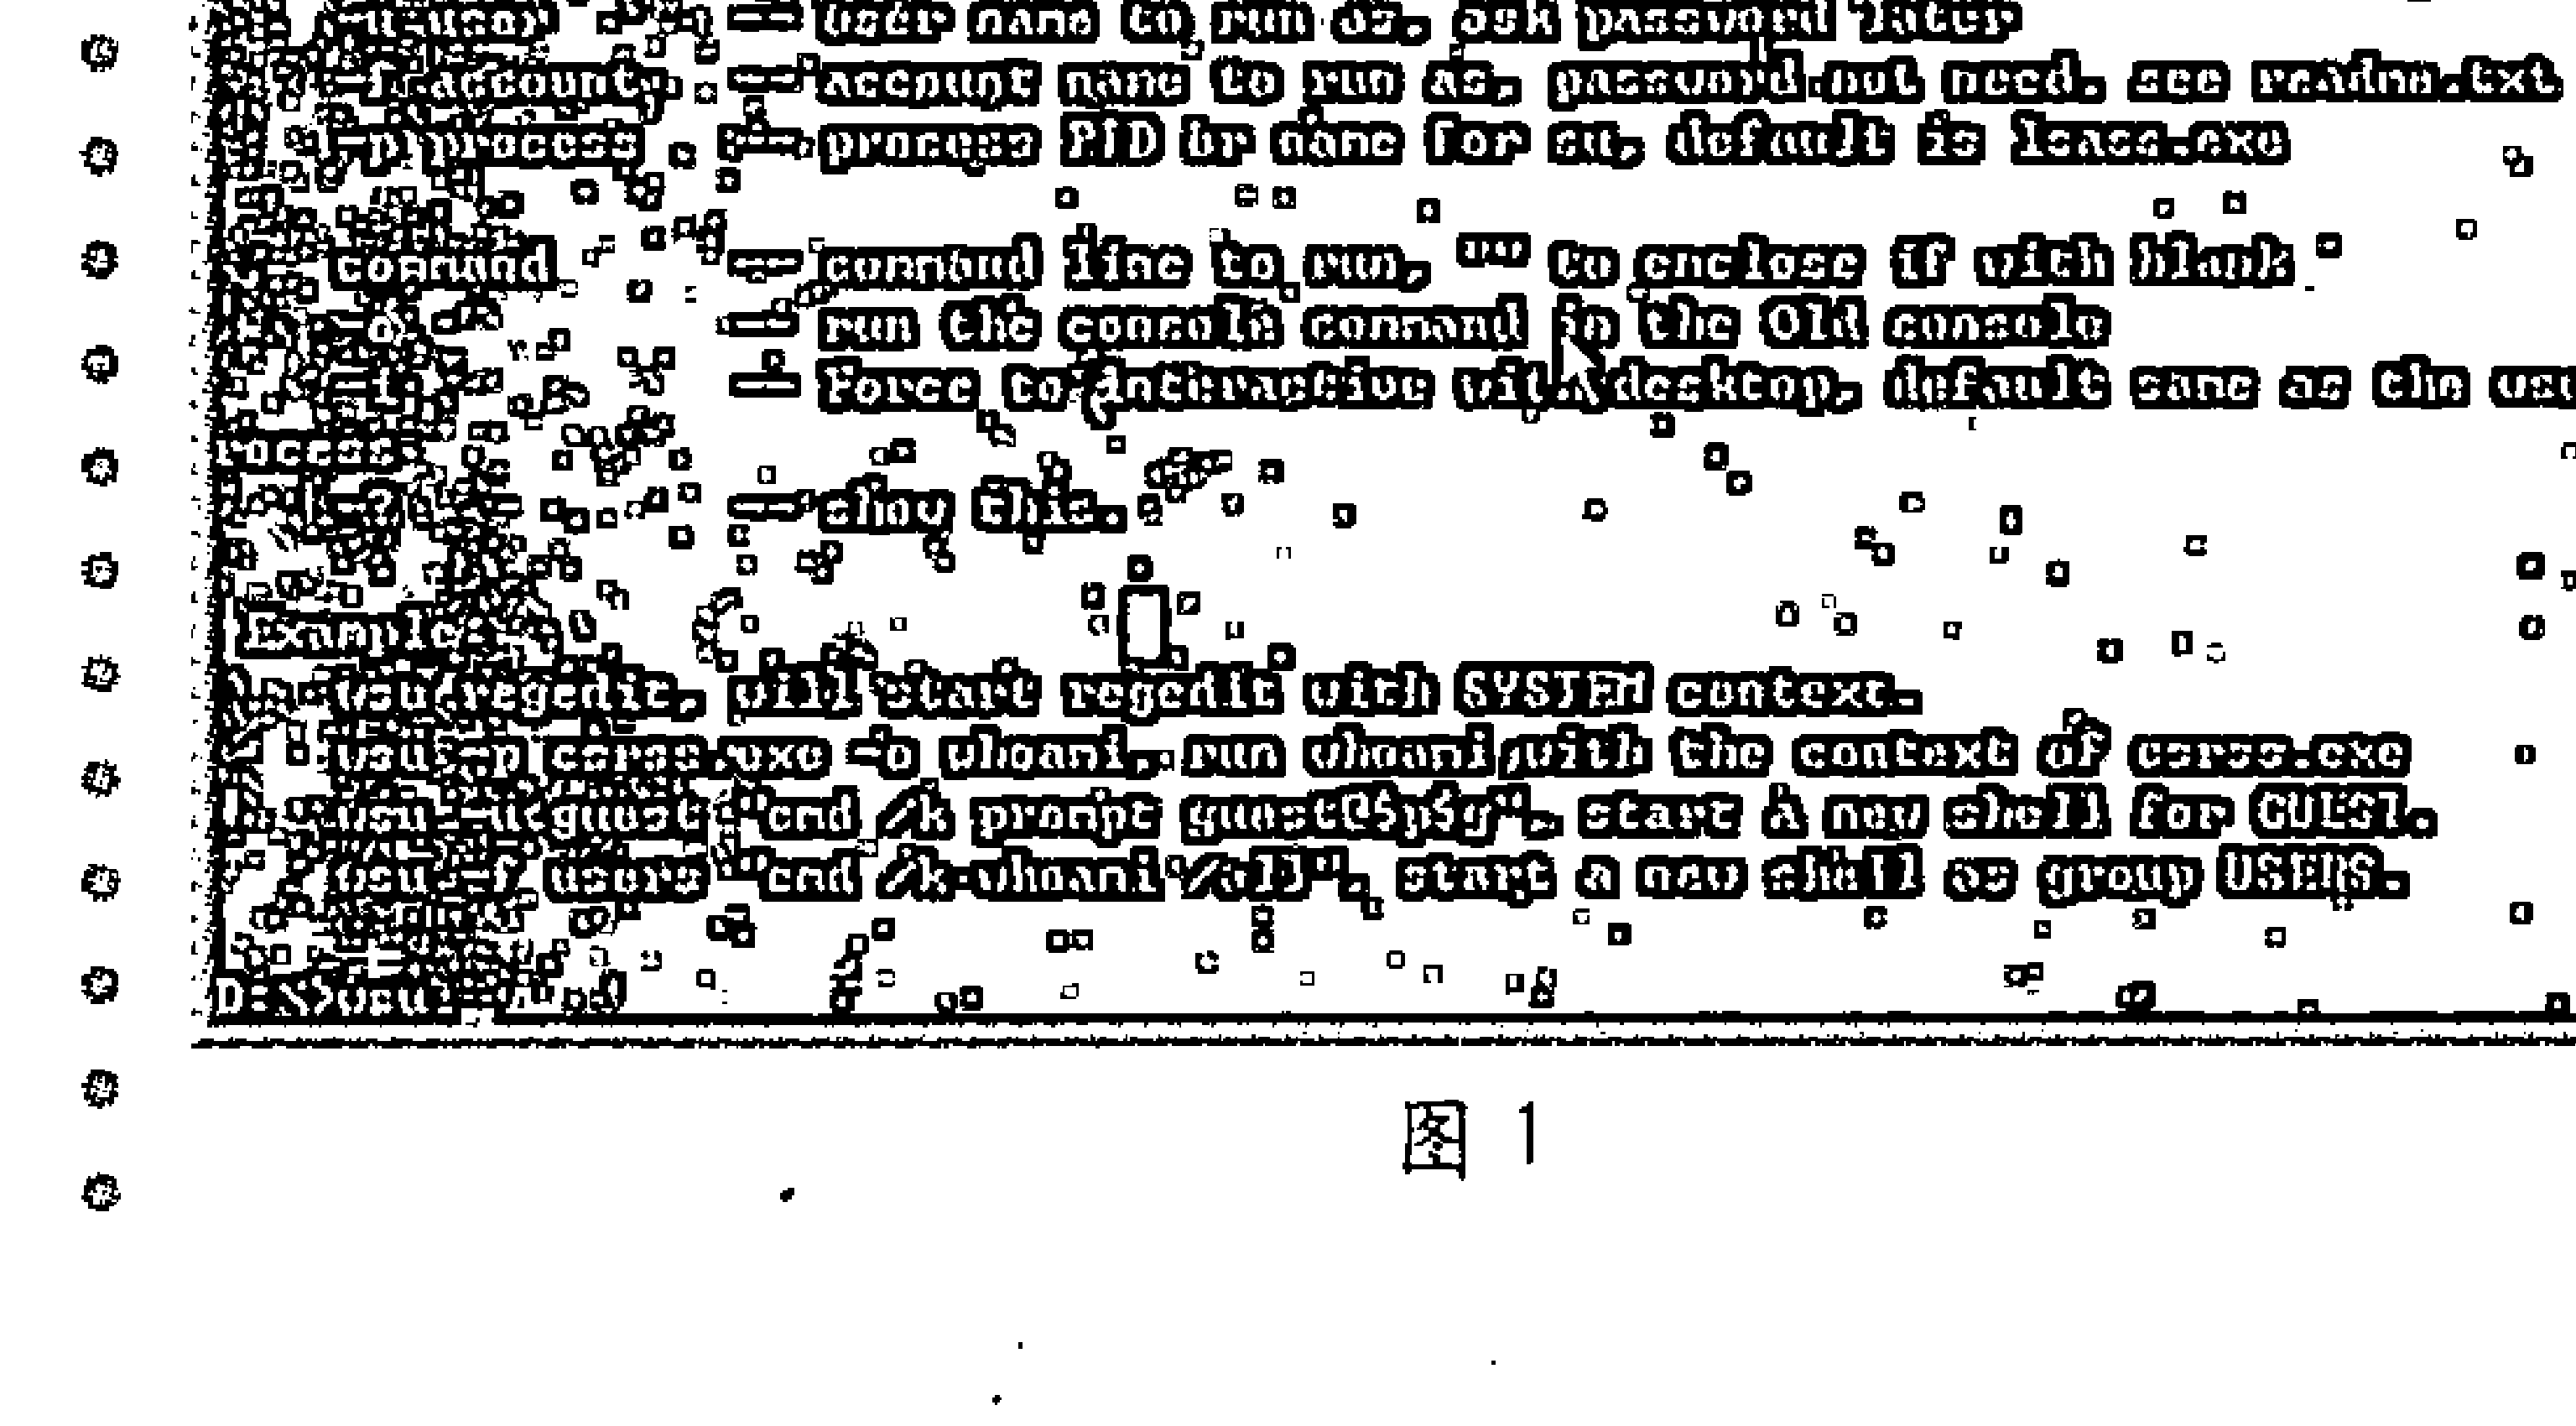 -- user name to run as, ask password later
account -- account name to run as, password not need. see readme.txt
process -- process PID or name for su, default is lsass.exe
command -- command line to run, "" to enclose if with blank
-- run the console command in the Old console
-- force to interactive with desktop, default same as the
-- show this.
Example
vsu regedit, will start regedit with SYSTEM context.
vsu -p csrss.exe -o whoami, run whoami with the context of csrss.exe
vsu -u guest "cmd /k prompt guest@$p$g", start a new shell for GUEST.
vsu -f users "cmd /k whoami /all", start a new shell as group USERS.
图 1